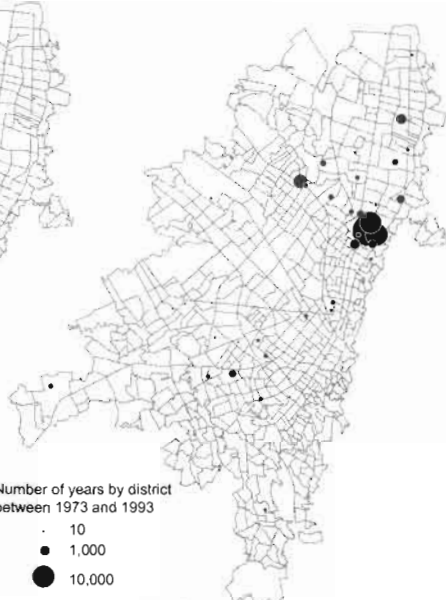 Number of years by district
between 1973 and 1993
10
1,000
10,000